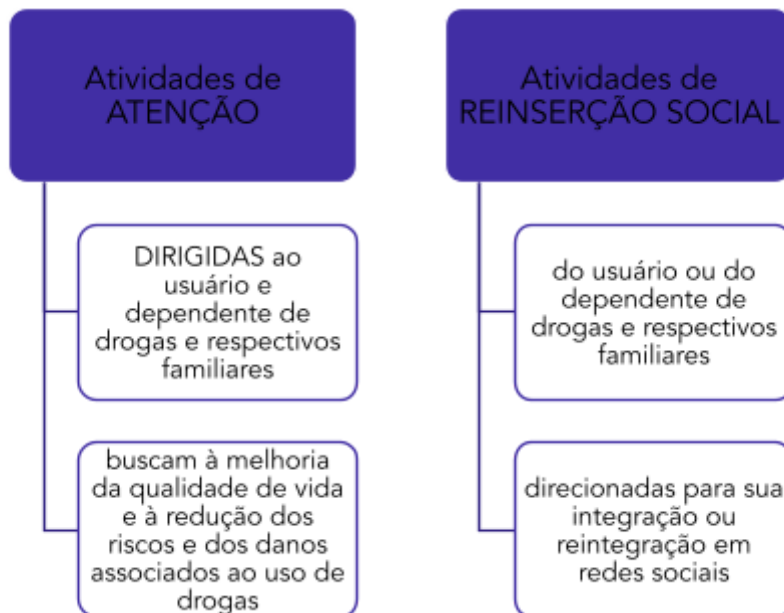 Atividades de
ATENÇÃO
DIRIGIDAS ao
usuário e
dependente de
drogas e respectivos
familiares
buscam à melhoria
da qualidade de vida
e à redução dos
riscos e dos danos
associados ao uso de
drogas
Atividades de
REINSERÇÃO SOCIAL
do usuário ou do
dependente de
drogas e respectivos
familiares
direcionadas para sua
integração ou
reintegração em
redes sociais